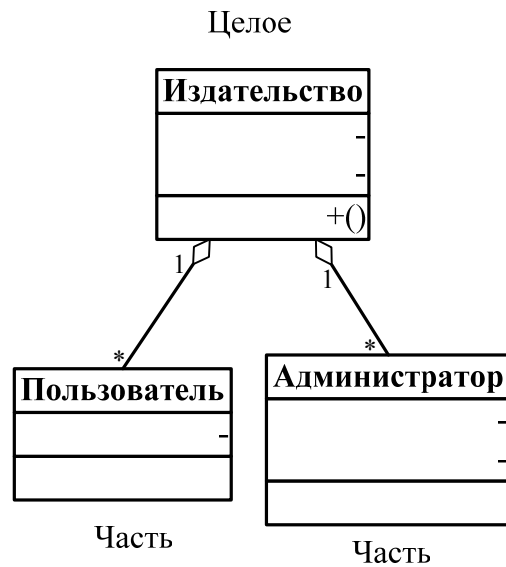 Целое
Издательство
-
-
+()
1
1
*
*
Пользователь
-
Администратор
-
-
Часть
Часть